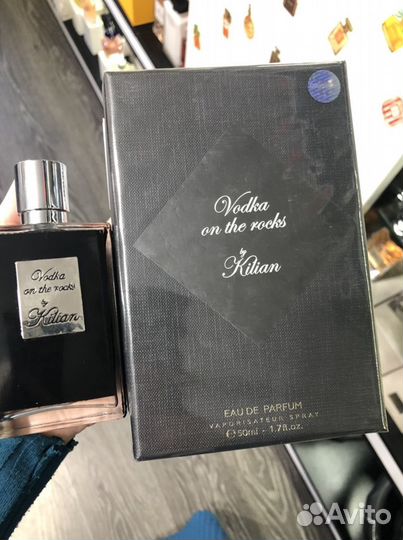 Vodka
on the rocks
by
Kilian
Vodka
on the rocks
by
Kilian
EAU DE PARFUM
VAPORISATEUR SPRAY
℮50ml-1.7fl.oz.
Avito